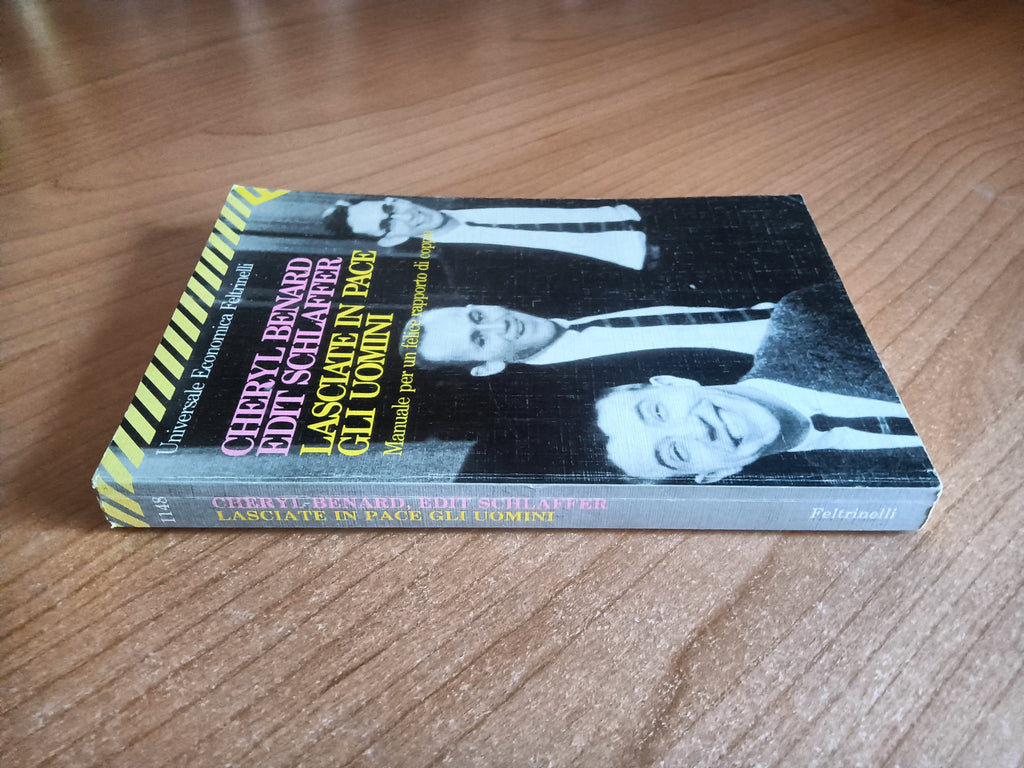 Universale Economica Feltrinelli
CHERYL BENARD
EDIT SCHLAFFER
LASCIATE IN PACE
GLI UOMINI
Manuale per un felice rapporto di coppia
1148
CHERYL BENARD, EDIT SCHLAFFER
LASCIATE IN PACE GLI UOMINI
Feltrinelli